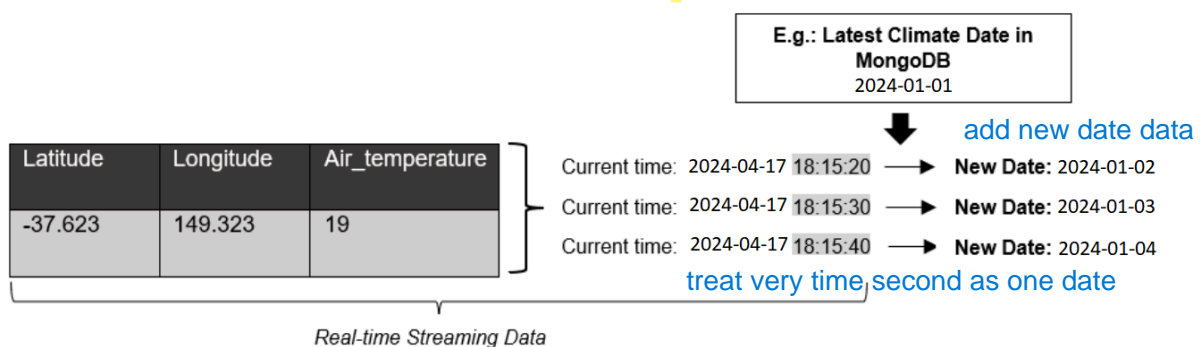 E.g.: Latest Climate Date in
MongoDB
2024-01-01
add new date data
Latitude Longitude Air_temperature
-37.623 149.323 19
Current time: 2024-04-17 18:15:20 New Date: 2024-01-02
Current time: 2024-04-17 18:15:30 New Date: 2024-01-03
Current time: 2024-04-17 18:15:40 New Date: 2024-01-04
treat very time second as one date
Real-time Streaming Data